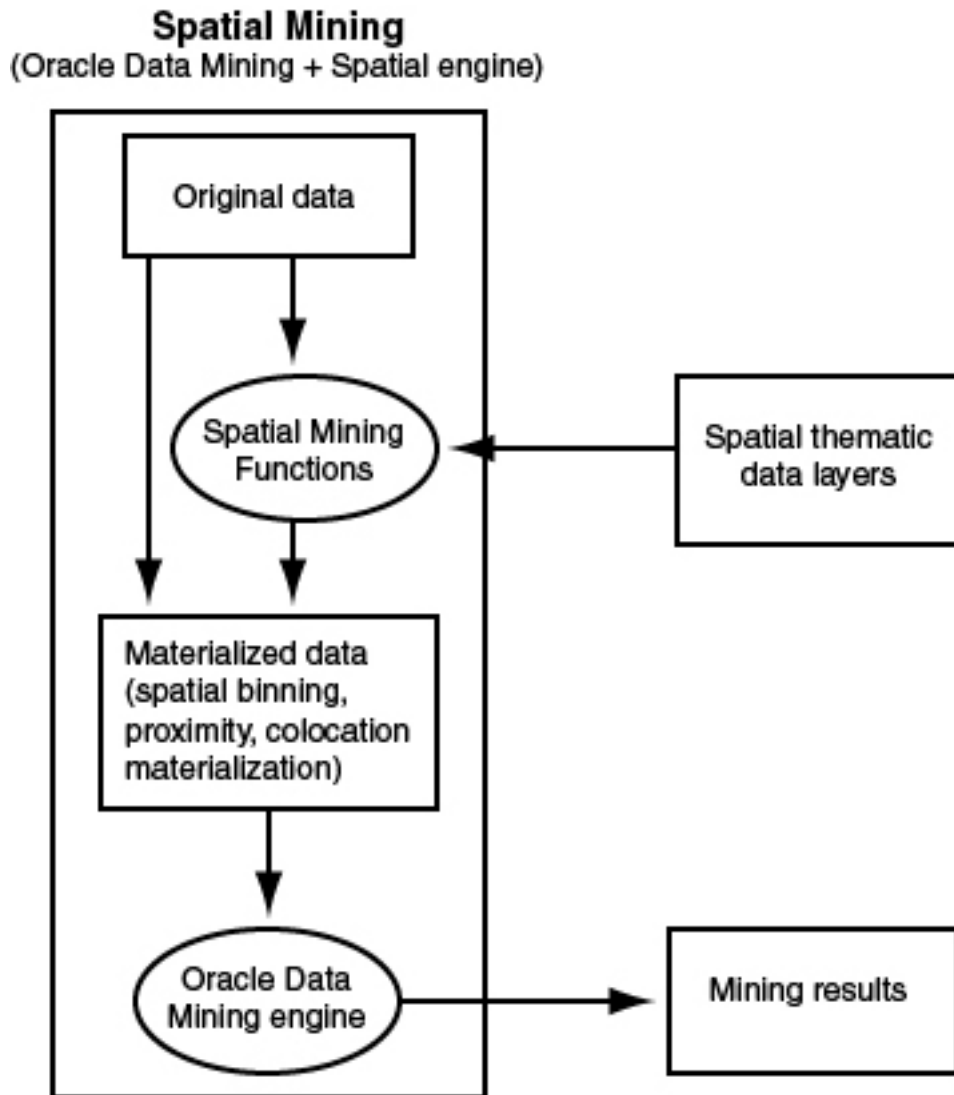 Spatial Mining
(Oracle Data Mining + Spatial engine)
Original data
Spatial Mining
Functions
Spatial thematic
data layers
Materialized data
(spatial binning,
proximity, colocation
materialization)
Oracle Data
Mining engine
Mining results